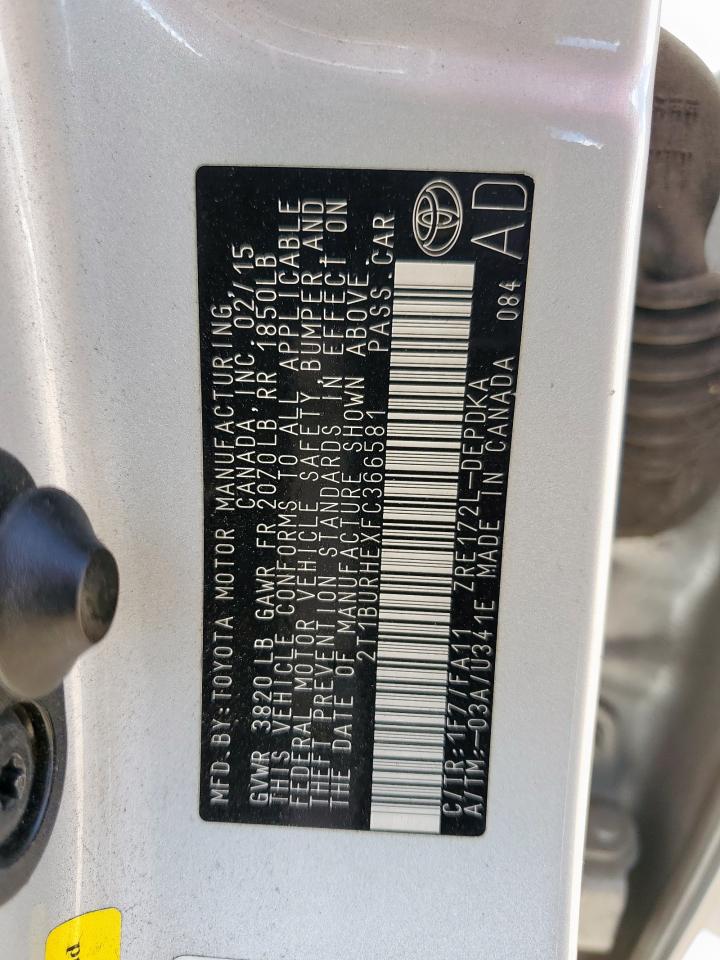 MFD.BY:TOYOTA MOTOR MANUFACTURING,
CANADA,INC.02/15
GVWR 3820 LB GAWR FR 2070LB RR 1850LB
THIS VEHICLE CONFORMS TO ALL APPLICABLE
FEDERAL MOTOR VEHICLE SAFETY, BUMPER AND
THEFT PREVENTION STANDARDS IN EFFECT ON
THE DATE OF MANUFACTURE SHOWN ABOVE.
2T1BURHEXFC366581 PASS.CAR
C/TR:1F7/FA11 ZRE172L-DEPDKA
A/TM:-03A/U341E MADE IN CANADA 084
AD